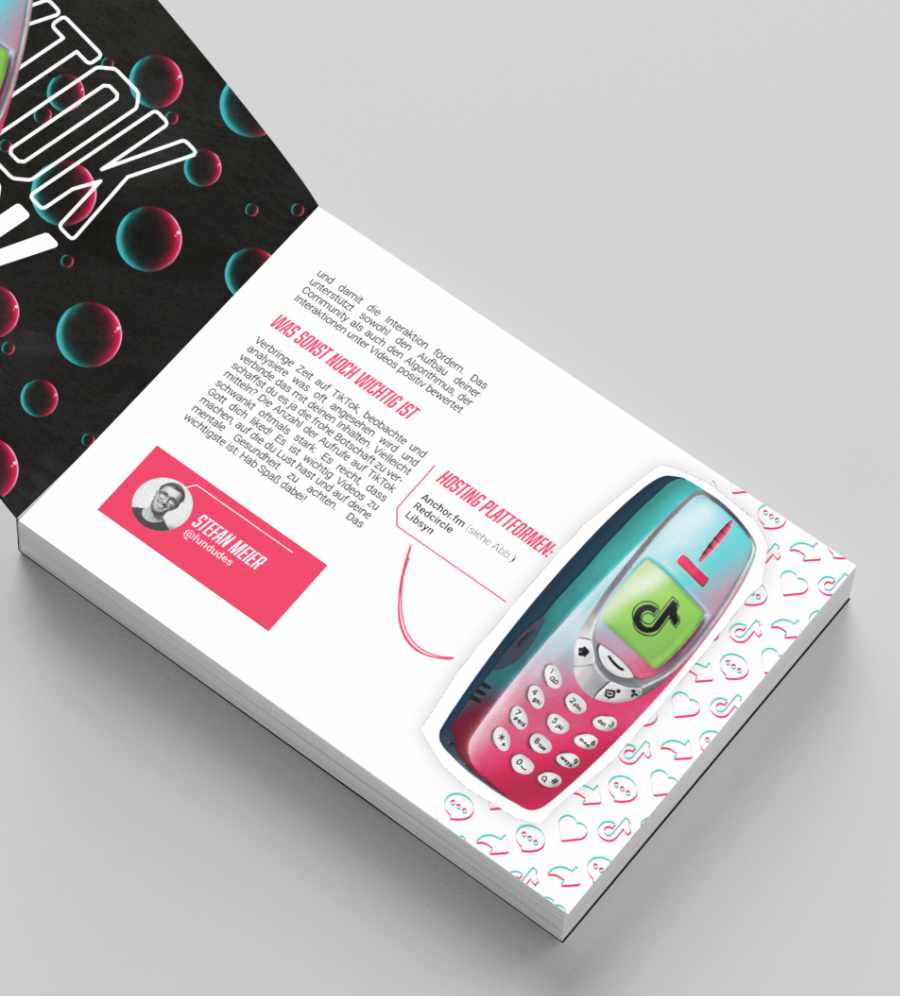 TOK
und damit die Interaktion fördern. Das
unterstützt sowohl den Aufbau deiner
Community als auch den Algorithmus, der
Interaktionen unter Videos positiv bewertet
WAS SONST NOCH WICHTIG IST
Verbringe Zeit auf TikTok, beobachte und
analysiere was oft angesehen wird und
verbinde das mit deinen Inhalten. Vielleicht
schaffst du es ja die frohe Botschaft zu ver-
mitteln? Die Anzahl der Aufrufe auf TikTok
schwankt oftmals stark. Es reicht, dass
Gott dich liked! Es ist wichtig Videos zu
machen, auf die du Lust hast und auf deine
mentale Gesundheit zu achten. Das
wichtigste ist: Hab Spaß dabei!
STEFAN MEIER
@fundudes
HOSTING PLATTFORMEN:
Anchor.fm (siehe Abb.)
Redcircle
Libsyn